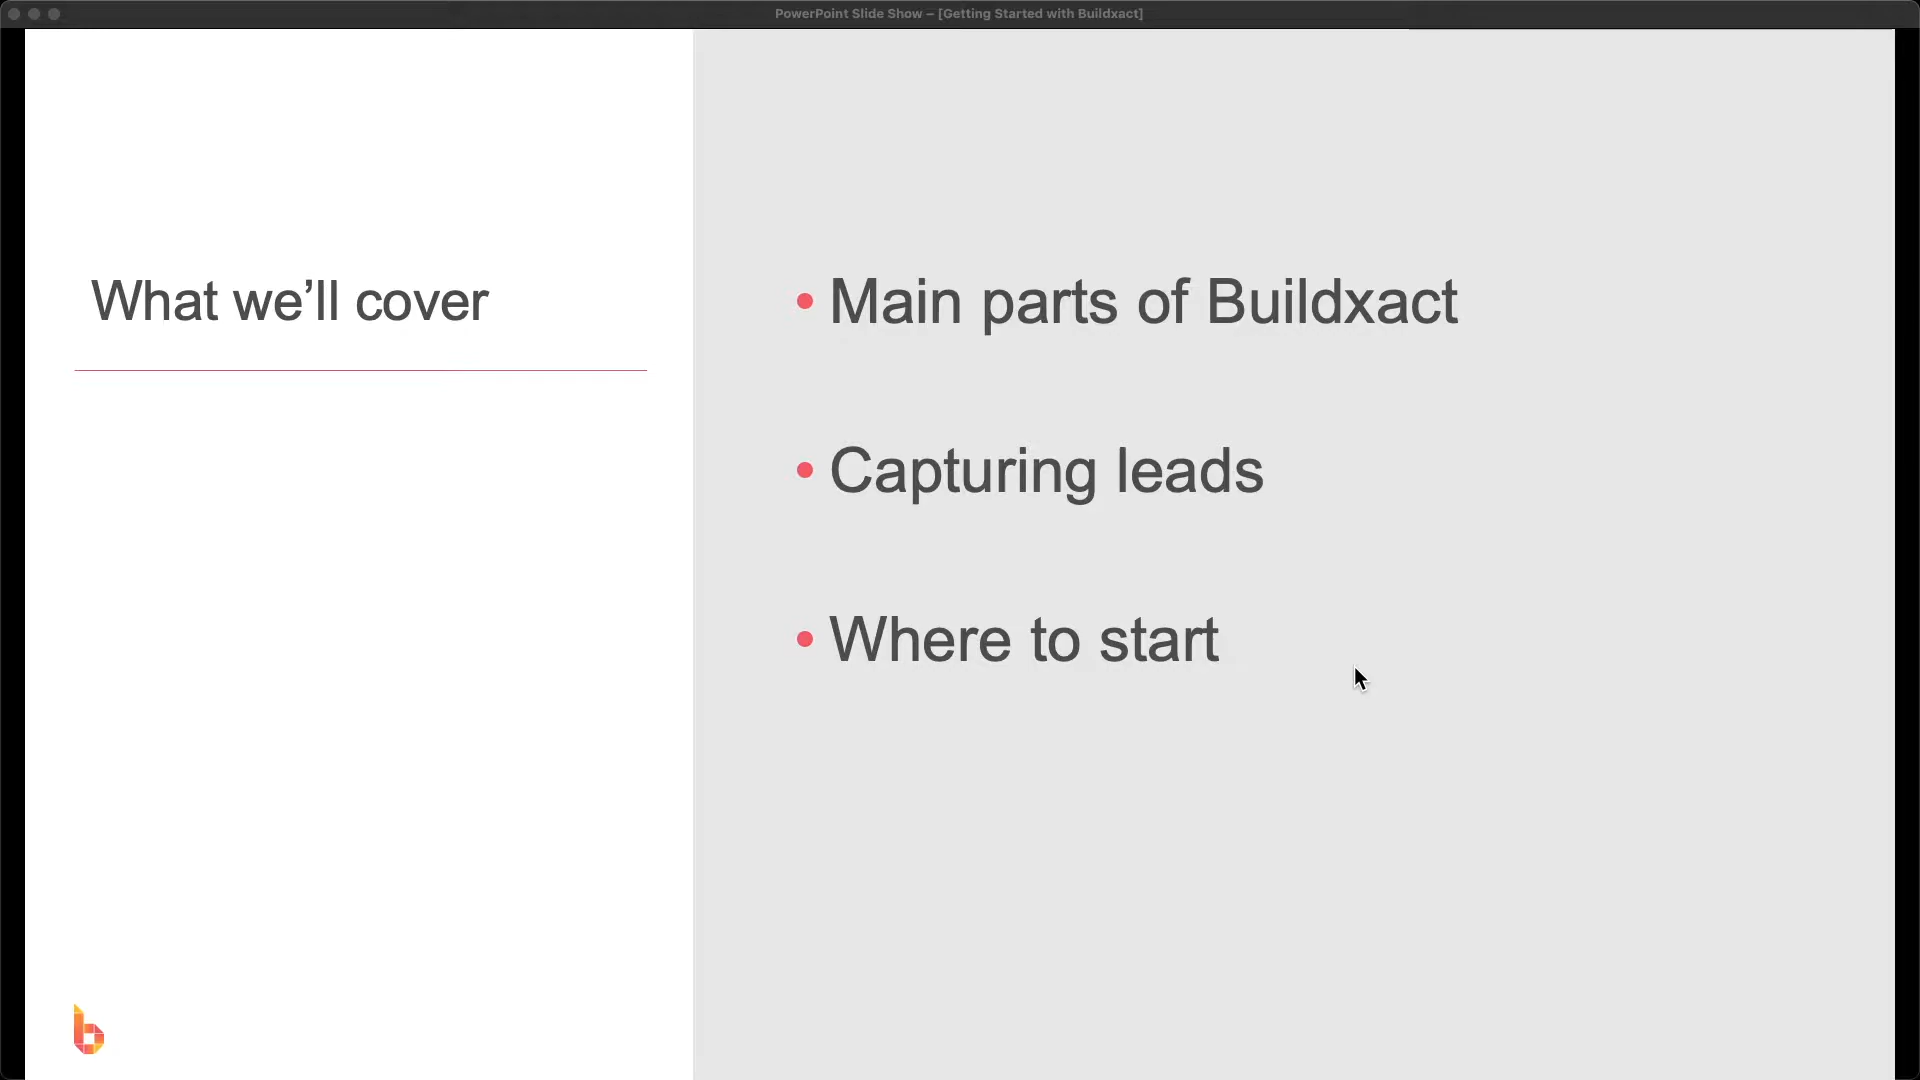 PowerPoint Slide Show – [Getting Started with Buildxact]
What we’ll cover
• Main parts of Buildxact
• Capturing leads
• Where to start